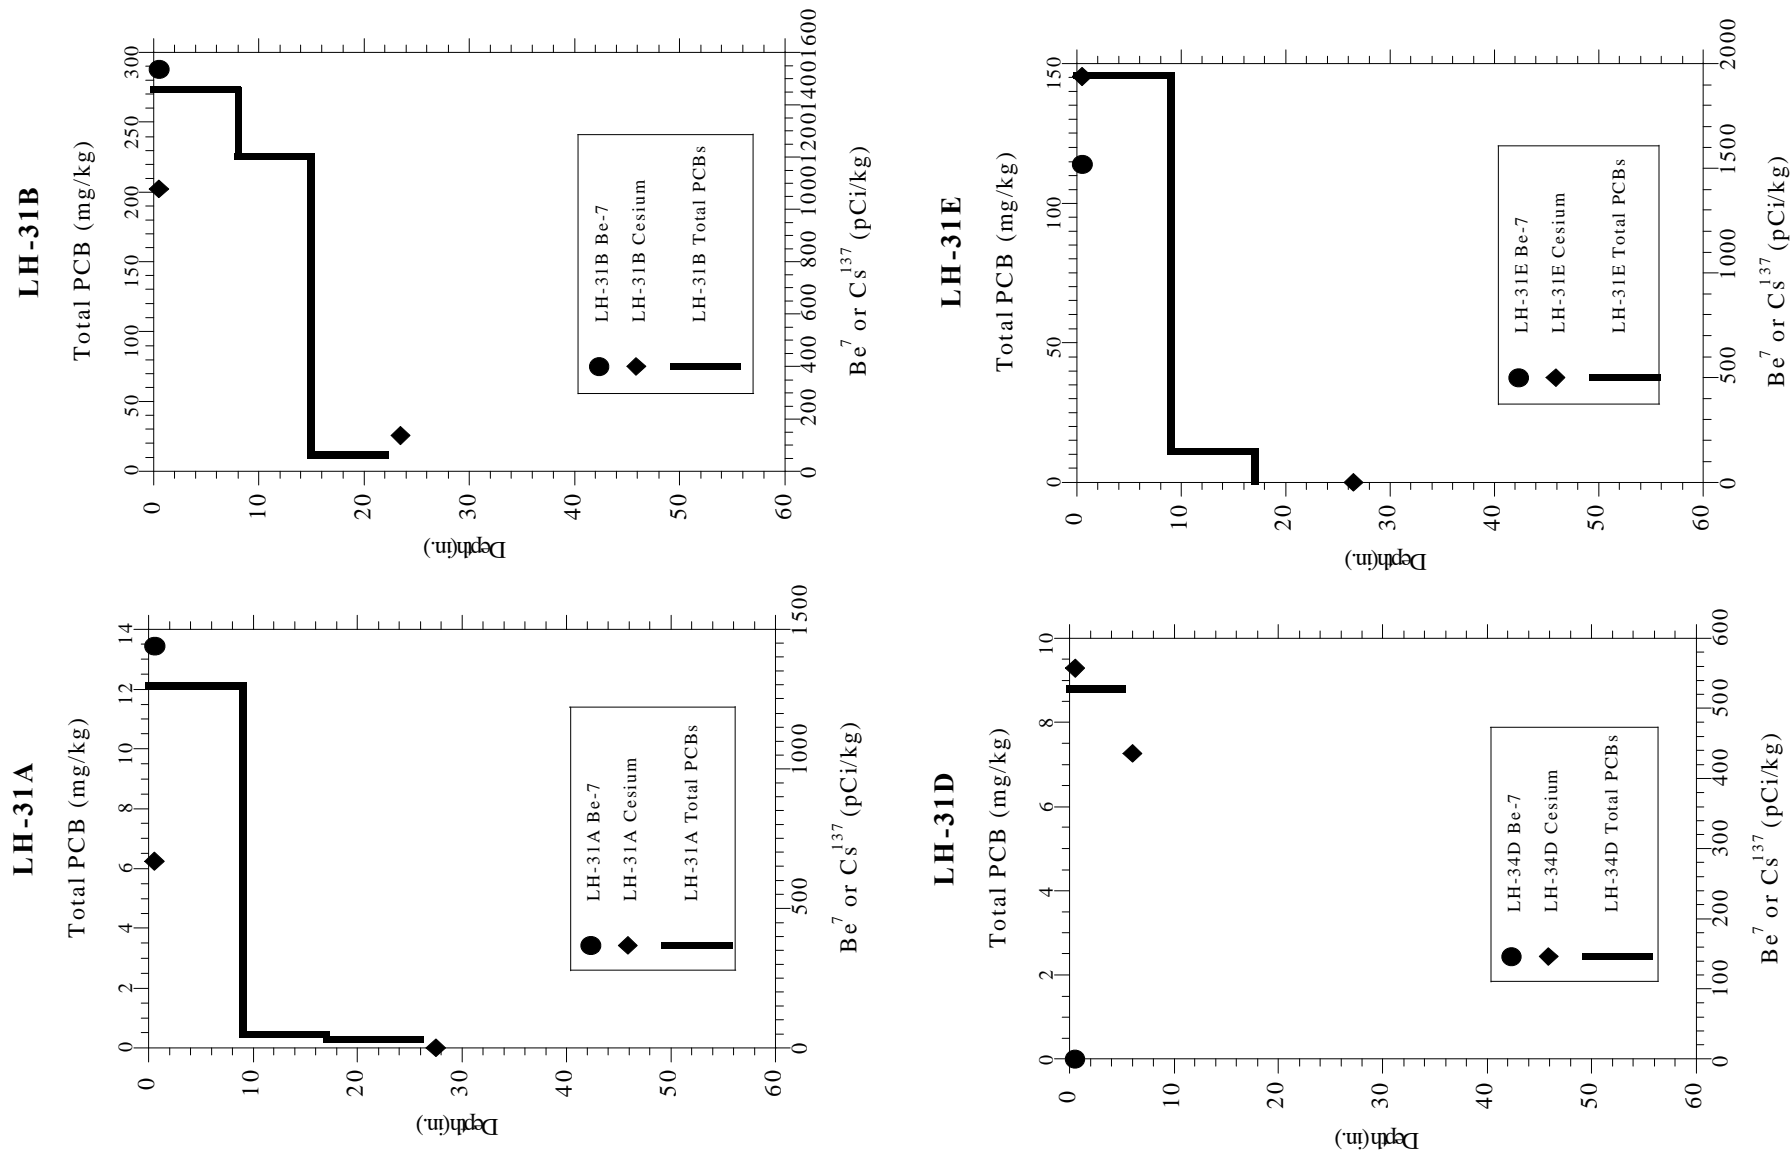 LH-31A
Total PCB (mg/kg)
0 2 4 6 8 10 12 14
0
10
20
30
40
50
60
Depth(in.)
LH-31A Be-7
LH-31A Cesium
LH-31A Total PCBs
0 500 1000 1500
Be⁷ or Cs¹³⁷ (pCi/kg)
LH-31B
Total PCB (mg/kg)
0 50 100 150 200 250 300
0
10
20
30
40
50
60
Depth(in.)
LH-31B Be-7
LH-31B Cesium
LH-31B Total PCBs
0 200 400 600 800 1000 1200 1400 1600
Be⁷ or Cs¹³⁷ (pCi/kg)
LH-31D
Total PCB (mg/kg)
0 2 4 6 8 10
0
10
20
30
40
50
60
Depth(in.)
LH-34D Be-7
LH-34D Cesium
LH-34D Total PCBs
0 100 200 300 400 500 600
Be⁷ or Cs¹³⁷ (pCi/kg)
LH-31E
Total PCB (mg/kg)
0 50 100 150
0
10
20
30
40
50
60
Depth(in.)
LH-31E Be-7
LH-31E Cesium
LH-31E Total PCBs
0 500 1000 1500 2000
Be⁷ or Cs¹³⁷ (pCi/kg)